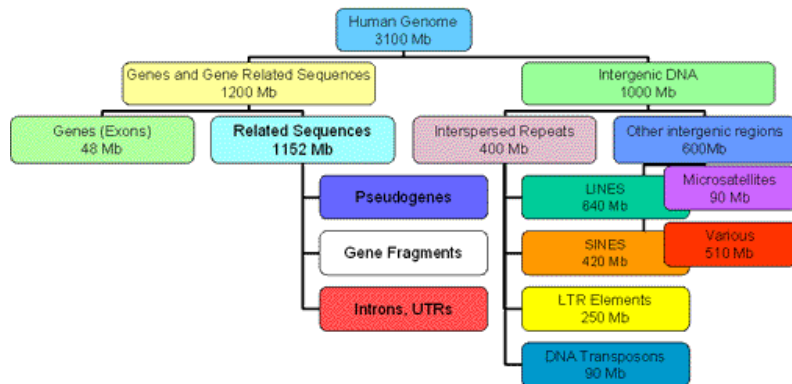 Human Genome
3100 Mb
Genes and Gene Related Sequences
1200 Mb
Intergenic DNA
1000 Mb
Genes (Exons)
48 Mb
Related Sequences
1152 Mb
Interspersed Repeats
400 Mb
Other intergenic regions
600Mb
Pseudogenes
LINES
640 Mb
Microsatellites
90 Mb
Gene Fragments
SINES
420 Mb
Various
510 Mb
Introns, UTRs
LTR Elements
250 Mb
DNA Transposons
90 Mb